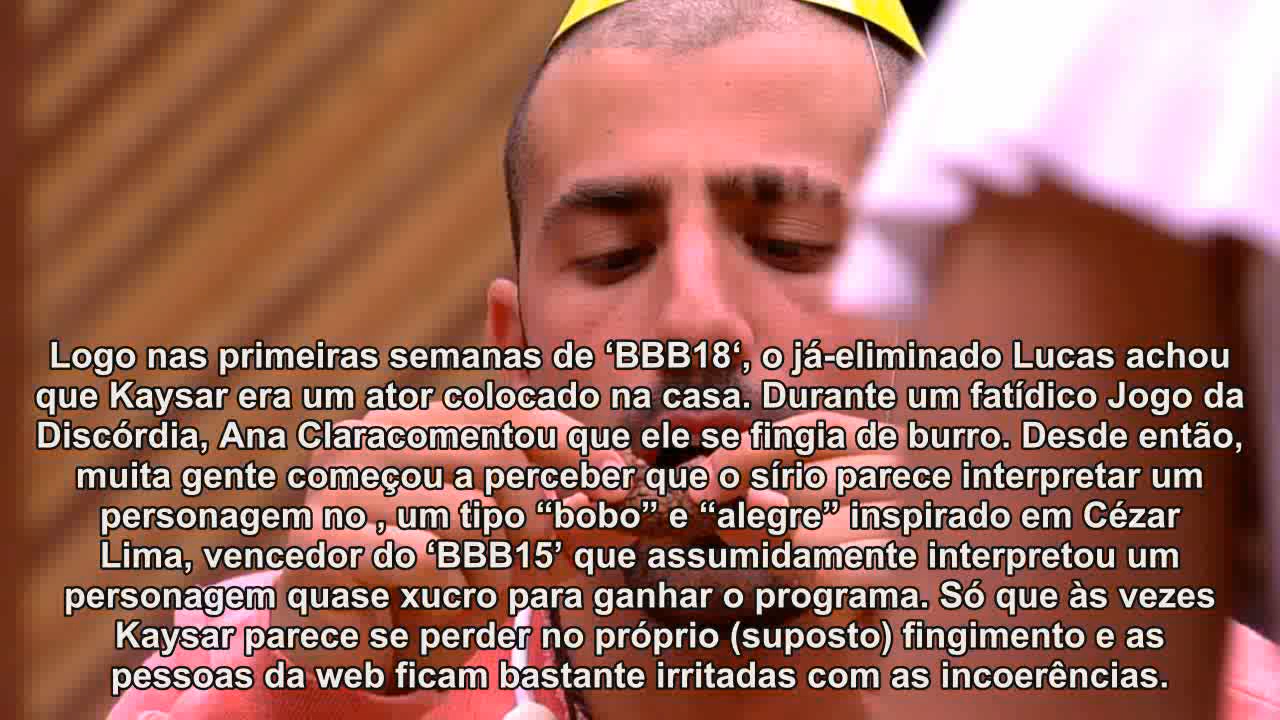 Logo nas primeiras semanas de ‘BBB18‘, o já-eliminado Lucas achou
que Kaysar era um ator colocado na casa. Durante um fatídico Jogo da
Discórdia, Ana Claracomentou que ele se fingia de burro. Desde então,
muita gente começou a perceber que o sírio parece interpretar um
personagem no , um tipo “bobo” e “alegre” inspirado em Cézar
Lima, vencedor do ‘BBB15’ que assumidamente interpretou um
personagem quase xucro para ganhar o programa. Só que às vezes
Kaysar parece se perder no próprio (suposto) fingimento e as
pessoas da web ficam bastante irritadas com as incoerências.